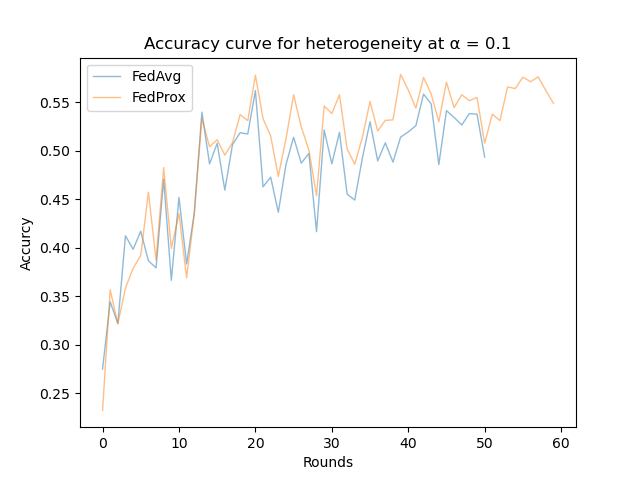 Accuracy curve for heterogeneity at α = 0.1
FedAvg
FedProx
0.55
0.50
0.45
0.40
0.35
0.30
0.25
Accurcy
0 10 20 30 40 50 60
Rounds